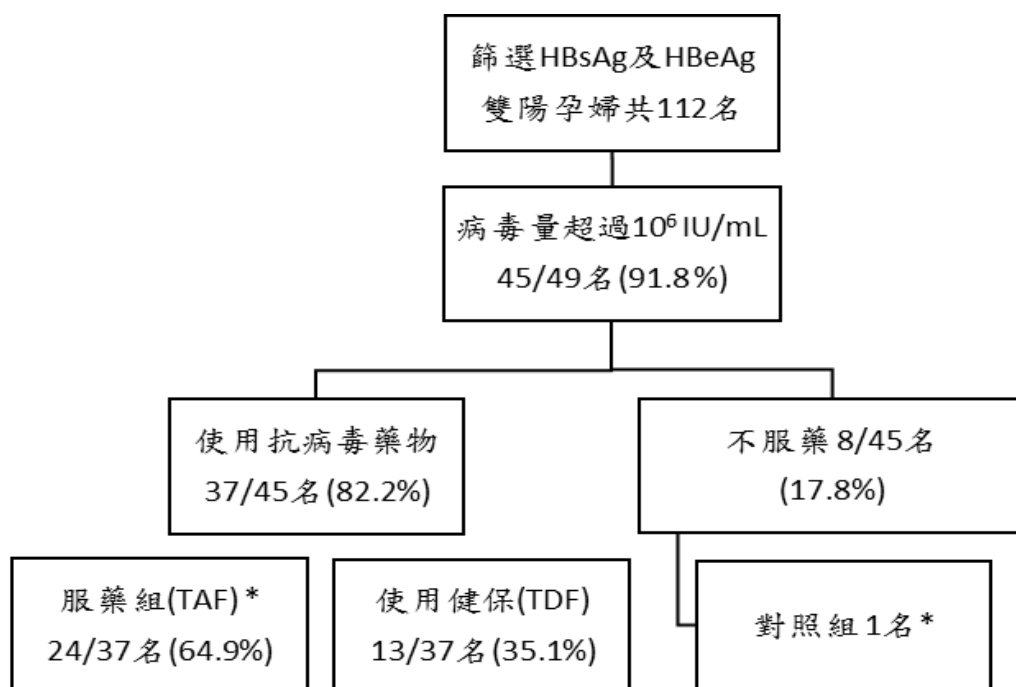 篩選HBsAg及HBeAg
雙陽孕婦共112名
病毒量超過10⁶ IU/mL
45/49名(91.8%)
使用抗病毒藥物
37/45名(82.2%)
不服藥 8/45名
(17.8%)
服藥組(TAF) *
24/37名(64.9%)
使用健保(TDF)
13/37名(35.1%)
對照組 1名*